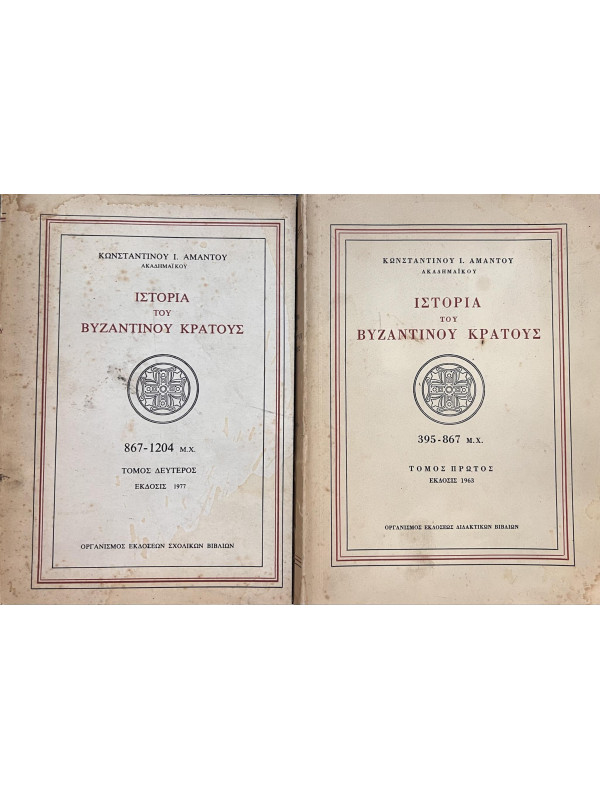 ΚΩΝΣΤΑΝΤΙΝΟΥ Ι. ΑΜΑΝΤΟΥ
ΑΚΑΔΗΜΑΪΚΟΥ
ΙΣΤΟΡΙΑ
ΤΟΥ
ΒΥΖΑΝΤΙΝΟΥ ΚΡΑΤΟΥΣ
867-1204 Μ.Χ.
ΤΟΜΟΣ ΔΕΥΤΕΡΟΣ
ΕΚΔΟΣΙΣ 1977
ΟΡΓΑΝΙΣΜΟΣ ΕΚΔΟΣΕΩΝ ΣΧΟΛΙΚΩΝ ΒΙΒΛΙΩΝ
ΚΩΝΣΤΑΝΤΙΝΟΥ Ι. ΑΜΑΝΤΟΥ
ΑΚΑΔΗΜΑΪΚΟΥ
ΙΣΤΟΡΙΑ
ΤΟΥ
ΒΥΖΑΝΤΙΝΟΥ ΚΡΑΤΟΥΣ
395-867 Μ.Χ.
ΤΟΜΟΣ ΠΡΩΤΟΣ
ΕΚΔΟΣΙΣ 1963
ΟΡΓΑΝΙΣΜΟΣ ΕΚΔΟΣΕΩΣ ΔΙΔΑΚΤΙΚΩΝ ΒΙΒΛΙΩΝ